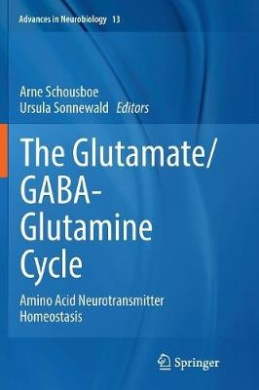 Advances in Neurobiology 13
Arne Schousboe
Ursula Sonnewald Editors
The Glutamate/
GABA-
Glutamine
Cycle
Amino Acid Neurotransmitter
Homeostasis
Springer